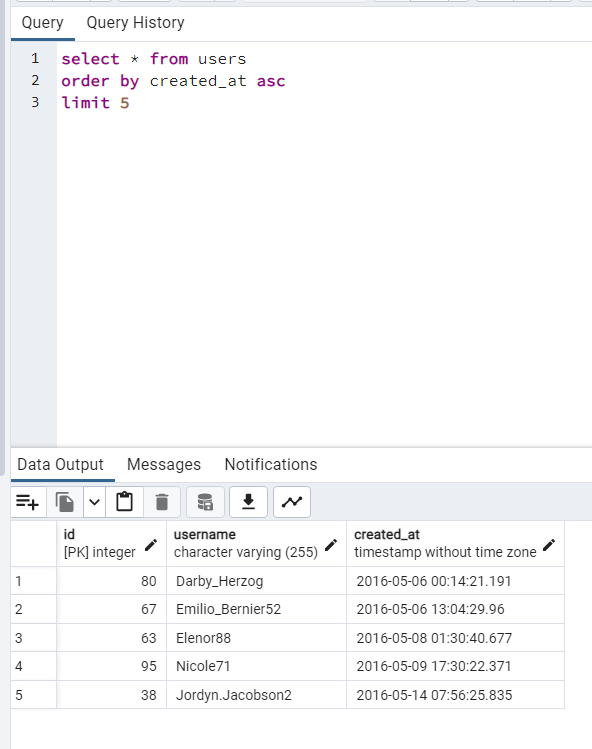 Query Query History
1 select * from users
2 order by created_at asc
3 limit 5
Data Output Messages Notifications
id username created_at
[PK] integer character varying (255) timestamp without time zone
1 80 Darby_Herzog 2016-05-06 00:14:21.191
2 67 Emilio_Bernier52 2016-05-06 13:04:29.96
3 63 Elenor88 2016-05-08 01:30:40.677
4 95 Nicole71 2016-05-09 17:30:22.371
5 38 Jordyn.Jacobson2 2016-05-14 07:56:25.835